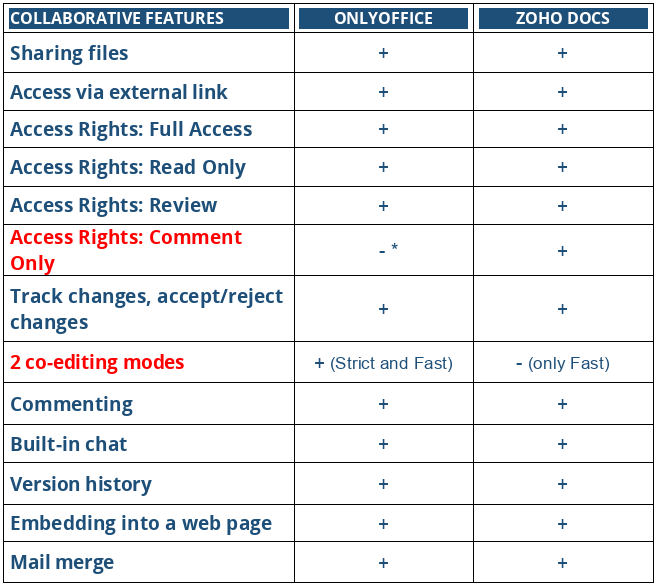 COLLABORATIVE FEATURES ONLYOFFICE ZOHO DOCS
Sharing files + +
Access via external link + +
Access Rights: Full Access + +
Access Rights: Read Only + +
Access Rights: Review + +
Access Rights: Comment
Only - * +
Track changes, accept/reject
changes + +
2 co-editing modes + (Strict and Fast) - (only Fast)
Commenting + +
Built-in chat + +
Version history + +
Embedding into a web page + +
Mail merge + +